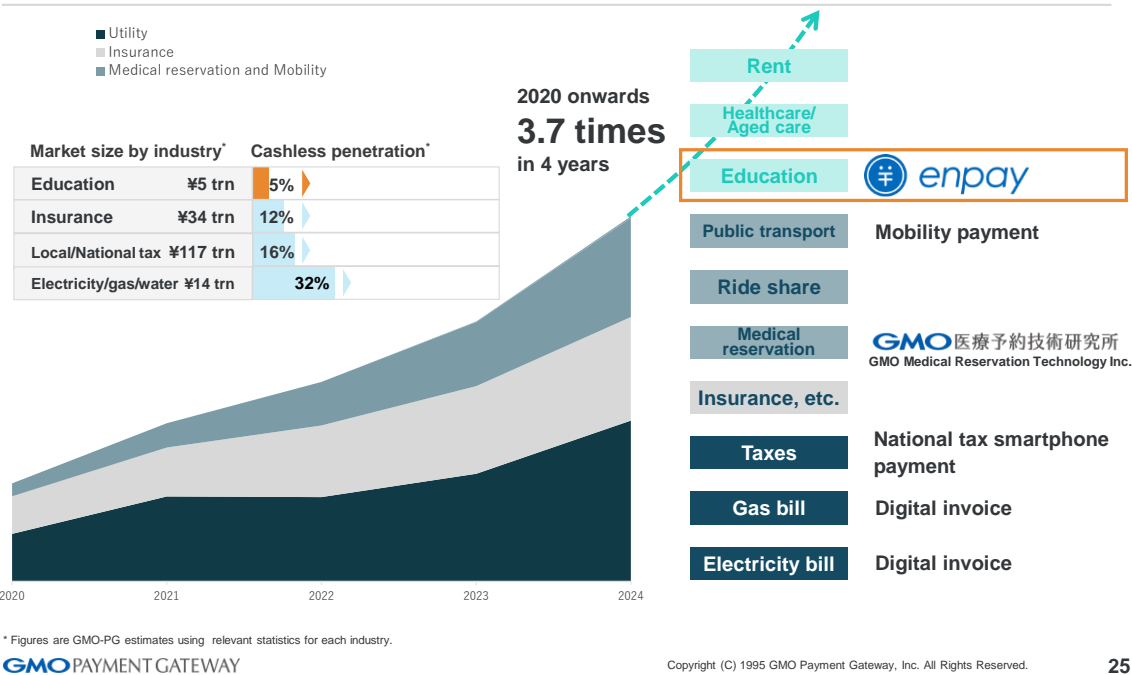 Utility
Insurance
Medical reservation and Mobility
2020 onwards
3.7 times
in 4 years
Market size by industry* Cashless penetration*
Education ¥5 trn 5%
Insurance ¥34 trn 12%
Local/National tax ¥117 trn 16%
Electricity/gas/water ¥14 trn 32%
2020 2021 2022 2023 2024
Rent
Healthcare/
Aged care
Education enpay
Public transport Mobility payment
Ride share
Medical
reservation
GMO医療予約技術研究所
GMO Medical Reservation Technology Inc.
Insurance, etc.
Taxes
National tax smartphone
payment
Gas bill Digital invoice
Electricity bill Digital invoice
* Figures are GMO-PG estimates using relevant statistics for each industry.
GMO PAYMENT GATEWAY
Copyright (C) 1995 GMO Payment Gateway, Inc. All Rights Reserved.
25